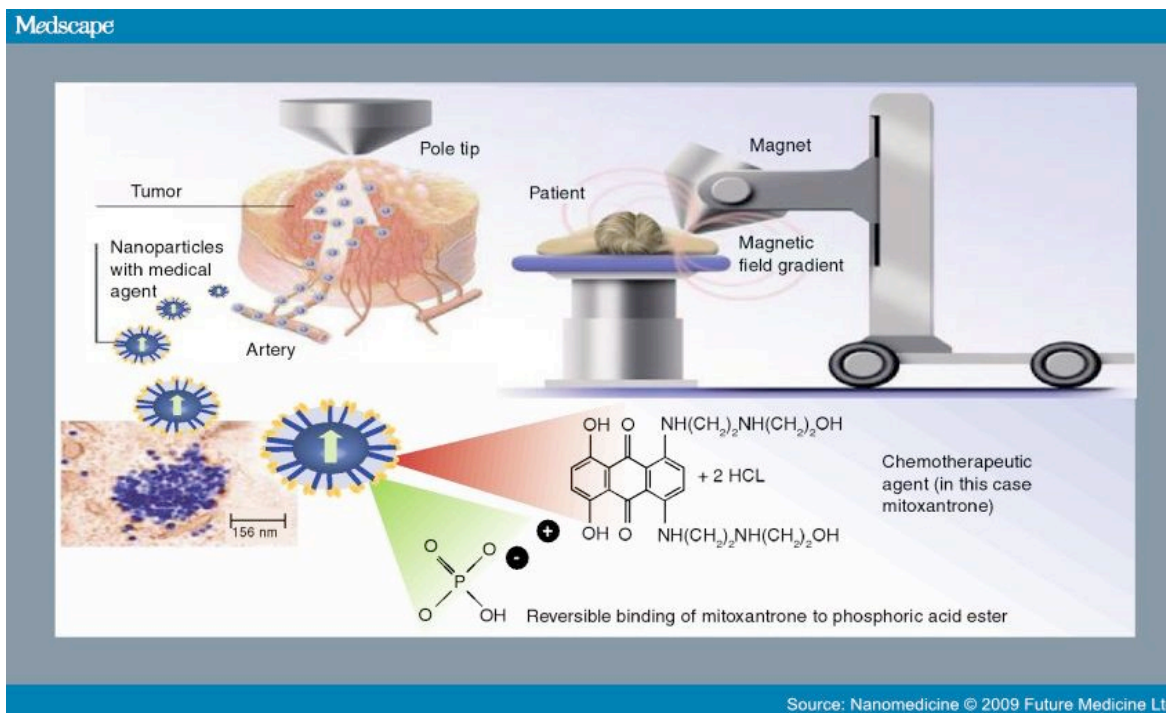 Medscape
Pole tip
Tumor
Nanoparticles
with medical
agent
Artery
Magnet
Patient
Magnetic
field gradient
156 nm
OH O NH(CH₂)₂NH(CH₂)₂OH
+ 2 HCL
OH O NH(CH₂)₂NH(CH₂)₂OH
Chemotherapeutic
agent (in this case
mitoxantrone)
+
-
O O
P
O OH
Reversible binding of mitoxantrone to phosphoric acid ester
Source: Nanomedicine © 2009 Future Medicine Lt